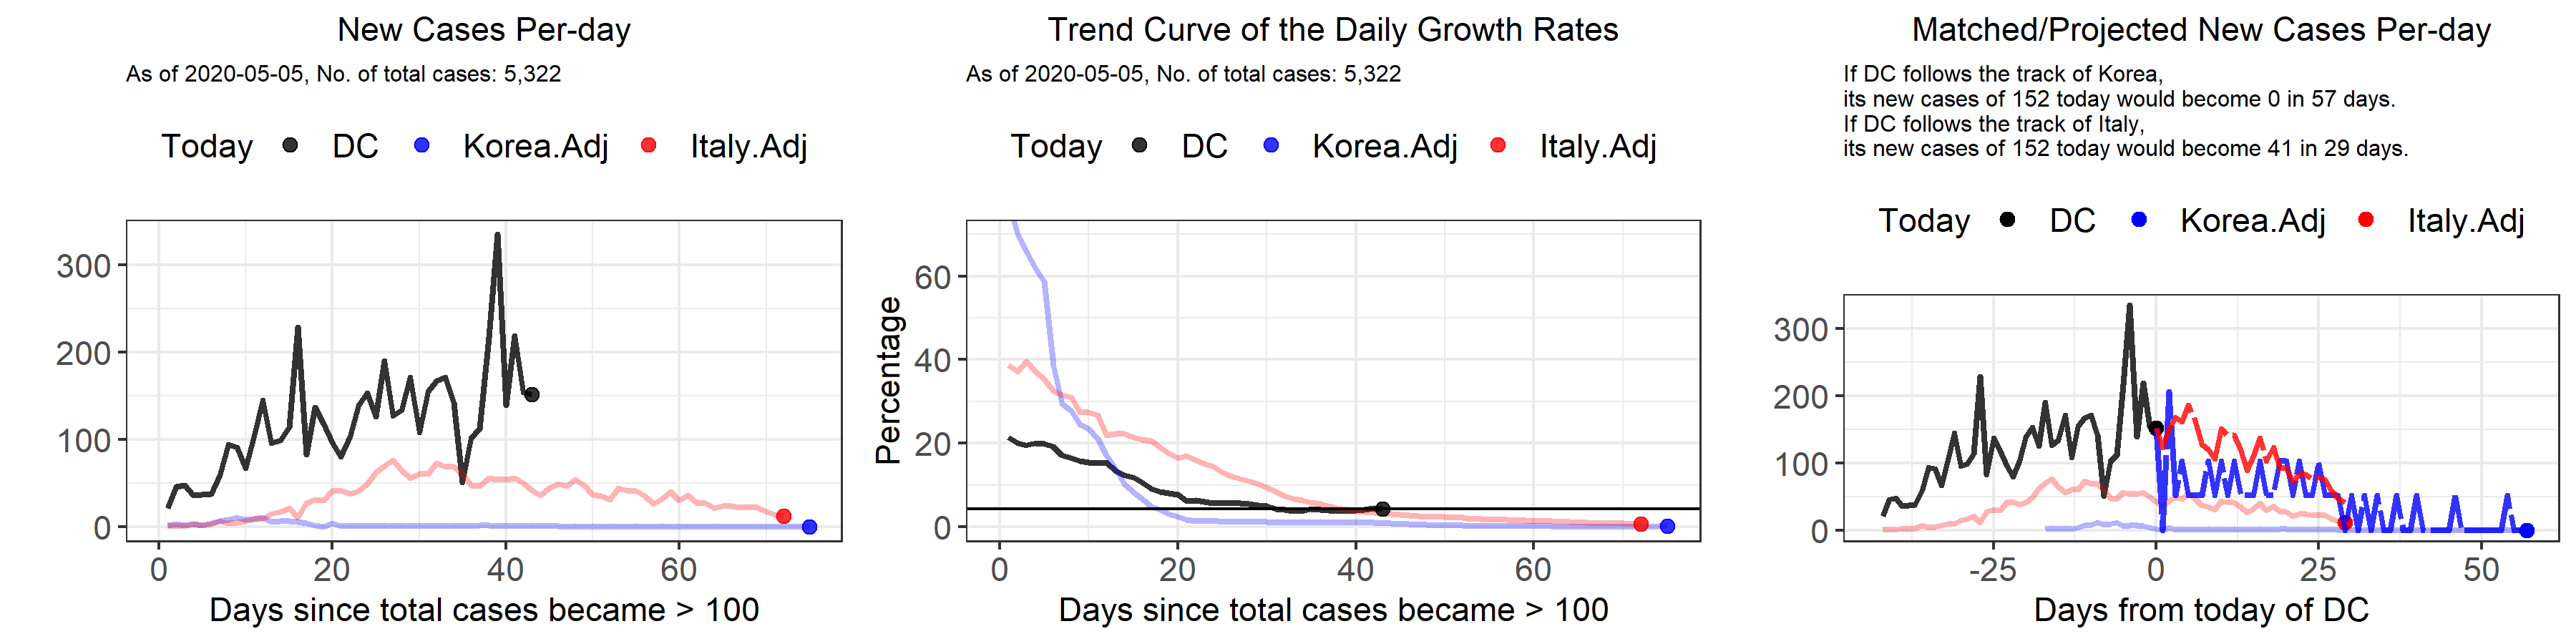 New Cases Per-day
As of 2020-05-05, No. of total cases: 5,322
Today DC Korea.Adj Italy.Adj
300
200
100
0
0 20 40 60
Days since total cases became > 100
Trend Curve of the Daily Growth Rates
As of 2020-05-05, No. of total cases: 5,322
Today DC Korea.Adj Italy.Adj
Percentage
60
40
20
0
0 20 40 60
Days since total cases became > 100
Matched/Projected New Cases Per-day
If DC follows the track of Korea,
its new cases of 152 today would become 0 in 57 days.
If DC follows the track of Italy,
its new cases of 152 today would become 41 in 29 days.
Today DC Korea.Adj Italy.Adj
300
200
100
0
-25 0 25 50
Days from today of DC